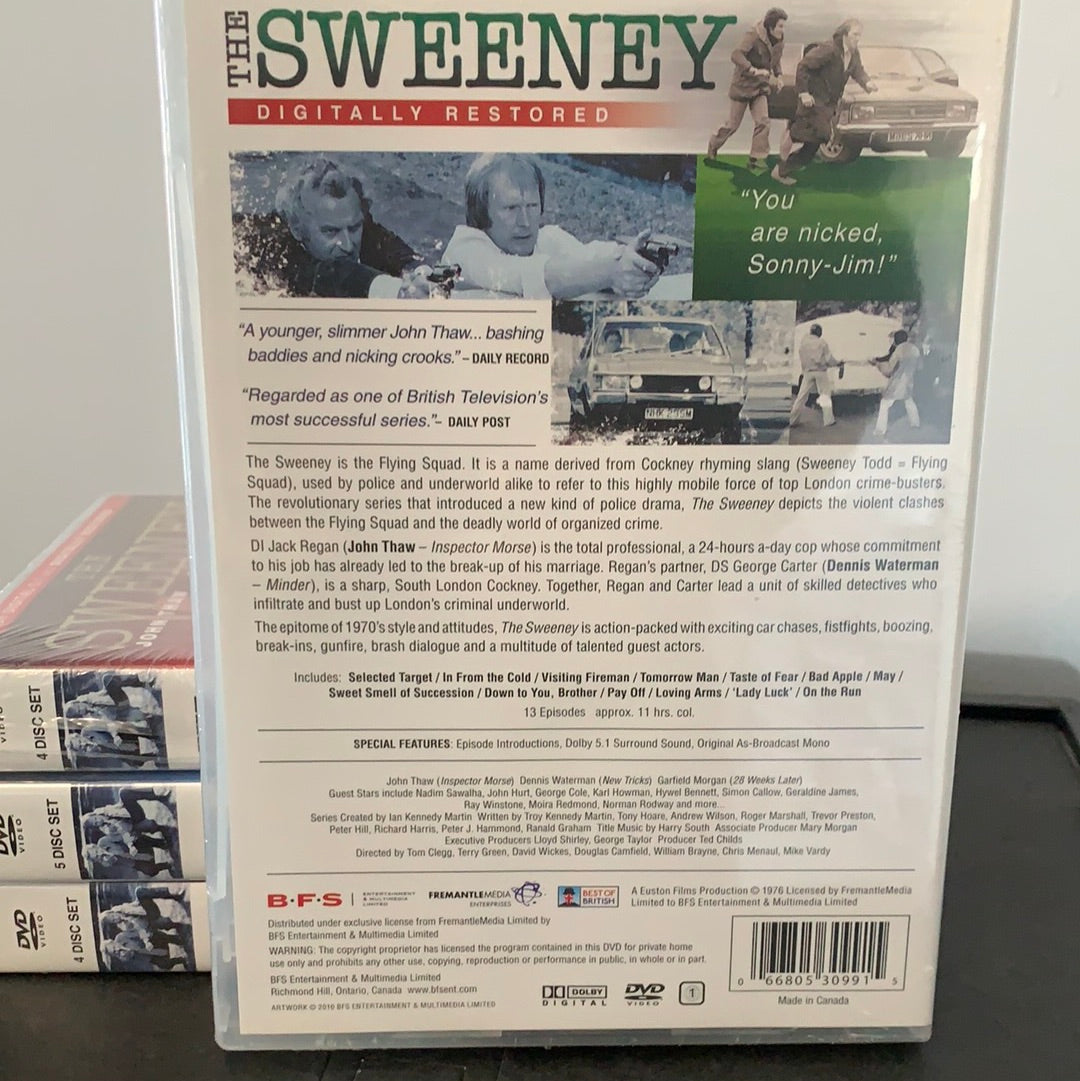 THE SWEENEY
DIGITALLY RESTORED
"You
are nicked,
Sonny-Jim!"
"A younger, slimmer John Thaw... bashing
baddies and nicking crooks." – DAILY RECORD
"Regarded as one of British Television's
most successful series."– DAILY POST
The Sweeney is the Flying Squad. It is a name derived from Cockney rhyming slang (Sweeney Todd = Flying
Squad), used by police and underworld alike to refer to this highly mobile force of top London crime-busters.
The revolutionary series that introduced a new kind of police drama, The Sweeney depicts the violent clashes
between the Flying Squad and the deadly world of organized crime.
DI Jack Regan (John Thaw – Inspector Morse) is the total professional, a 24-hours a-day cop whose commitment
to his job has already led to the break-up of his marriage. Regan's partner, DS George Carter (Dennis Waterman
– Minder), is a sharp, South London Cockney. Together, Regan and Carter lead a unit of skilled detectives who
infiltrate and bust up London's criminal underworld.
The epitome of 1970's style and attitudes, The Sweeney is action-packed with exciting car chases, fistfights, boozing,
break-ins, gunfire, brash dialogue and a multitude of talented guest actors.
Includes: Selected Target / In From the Cold / Visiting Fireman / Tomorrow Man / Taste of Fear / Bad Apple / May /
Sweet Smell of Succession / Down to You, Brother / Pay Off / Loving Arms / 'Lady Luck' / On the Run
13 Episodes approx. 11 hrs. col.
SPECIAL FEATURES: Episode Introductions, Dolby 5.1 Surround Sound, Original As-Broadcast Mono
John Thaw (Inspector Morse) Dennis Waterman (New Tricks) Garfield Morgan (28 Weeks Later)
Guest Stars include Nadim Sawalha, John Hurt, George Cole, Karl Howman, Hywel Bennett, Simon Callow, Geraldine James,
Ray Winstone, Moira Redmond, Norman Rodway and more...
Series Created by Ian Kennedy Martin Written by Troy Kennedy Martin, Tony Hoare, Andrew Wilson, Roger Marshall, Trevor Preston,
Peter Hill, Richard Harris, Peter J. Hammond, Ranald Graham Title Music by Harry South Associate Producer Mary Morgan
Executive Producers Lloyd Shirley, George Taylor Producer Ted Childs
Directed by Tom Clegg, Terry Green, David Wickes, Douglas Camfield, William Brayne, Chris Menaul, Mike Vardy
B·F·S ENTERTAINMENT & MULTIMEDIA LIMITED
FREMANTLEMEDIA ENTERPRISES
BEST OF BRITISH
A Euston Films Production © 1976 Licensed by FremantleMedia
Limited to BFS Entertainment & Multimedia Limited
Distributed under exclusive license from FremantleMedia Limited by
BFS Entertainment & Multimedia Limited
WARNING: The copyright proprietor has licensed the program contained in this DVD for private home
use only and prohibits any other use, copying, reproduction or performance in public, in whole or in part.
BFS Entertainment & Multimedia Limited
Richmond Hill, Ontario, Canada www.bfsent.com
ARTWORK © 2010 BFS ENTERTAINMENT & MULTIMEDIA LIMITED
DOLBY DIGITAL
DVD VIDEO
1
0 66805 30991 5
Made in Canada
THE
SWEENEY
JOHN THAW
VIDEO
4 DISC SET
DVD VIDEO
5 DISC SET
DVD VIDEO
4 DISC SET